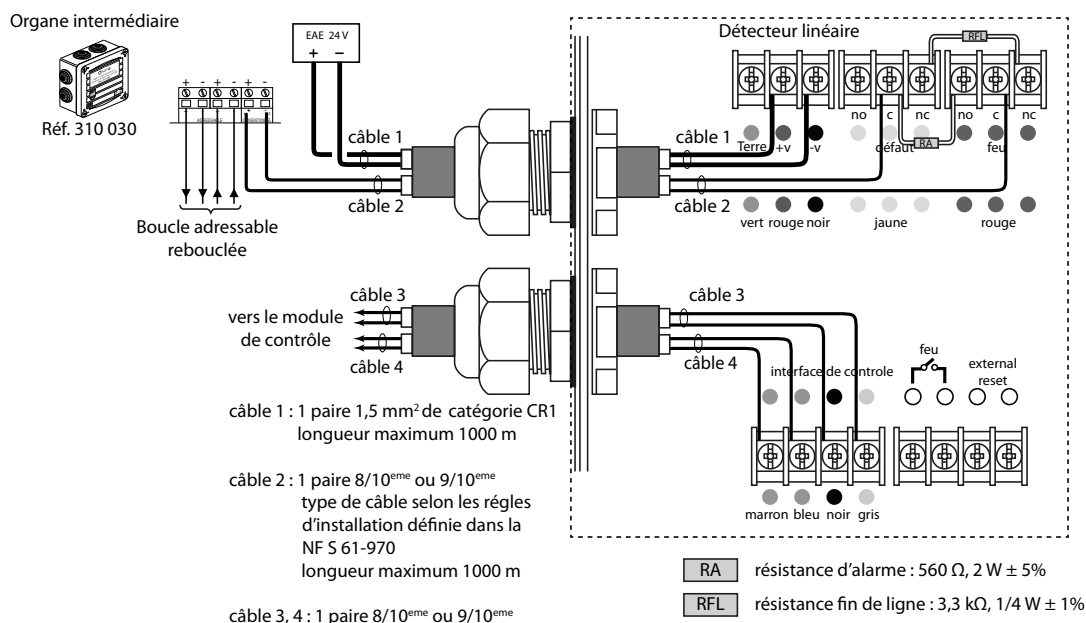 Organe intermédiaire
Réf. 310 030
+ - + - + -
ADRESSABLE
Boucle adressable
rebouclée
EAE 24 V
+ −
câble 1
câble 2
Détecteur linéaire
RFL
no c nc no c nc
RA
Terre +v -v défaut feu
câble 1
câble 2
vert rouge noir jaune rouge
câble 3
vers le module
de contrôle
câble 4
câble 3
câble 4
interface de controle
feu
external
reset
marron bleu noir gris
câble 1 : 1 paire 1,5 mm² de catégorie CR1
longueur maximum 1000 m
câble 2 : 1 paire 8/10eme ou 9/10eme
type de câble selon les régles
d'installation définie dans la
NF S 61-970
longueur maximum 1000 m
câble 3, 4 : 1 paire 8/10eme ou 9/10eme
RA résistance d'alarme : 560 Ω, 2 W ± 5%
RFL résistance fin de ligne : 3,3 kΩ, 1/4 W ± 1%